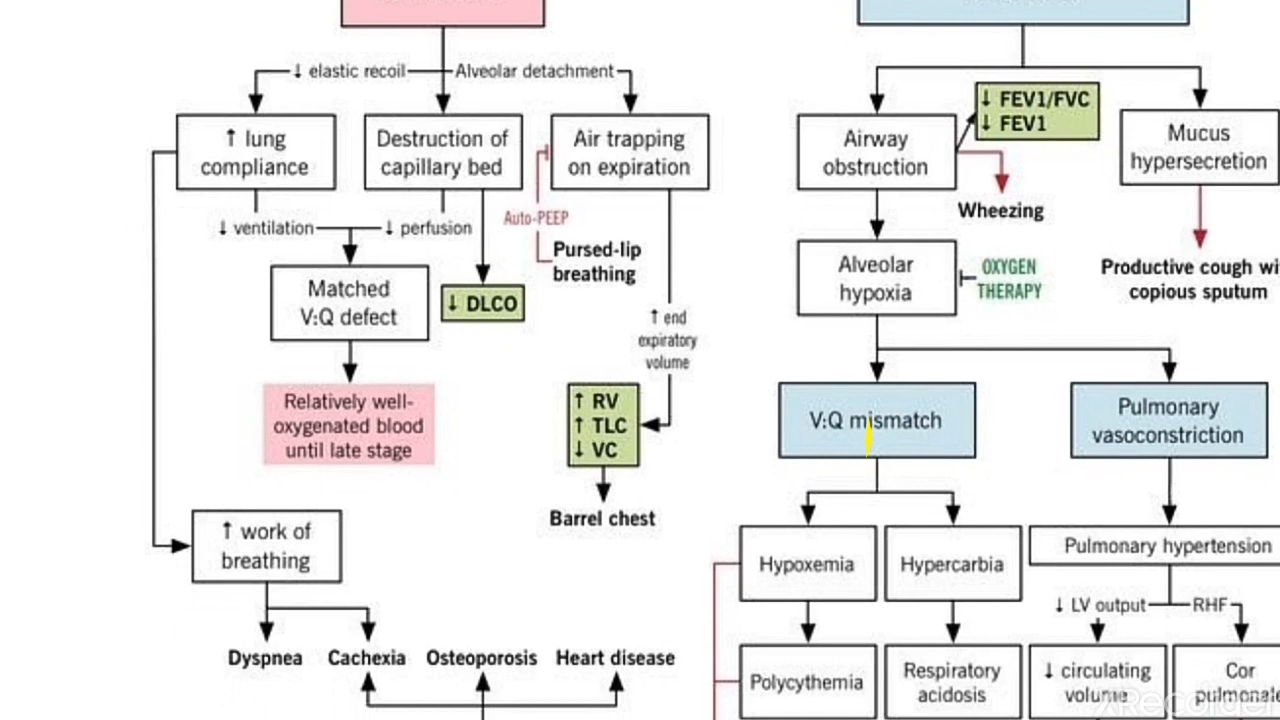 ↓ elastic recoil
Alveolar detachment
↑ lung
compliance
Destruction of
capillary bed
Air trapping
on expiration
↓ ventilation
↓ perfusion
Auto-PEEP
Pursed-lip
breathing
Matched
V:Q defect
↓ DLCO
↑ end
expiratory
volume
Relatively well-
oxygenated blood
until late stage
↑ RV
↑ TLC
↓ VC
Barrel chest
↑ work of
breathing
Dyspnea
Cachexia
Osteoporosis
Heart disease
Airway
obstruction
↓ FEV1/FVC
↓ FEV1
Mucus
hypersecretion
Wheezing
Alveolar
hypoxia
OXYGEN
THERAPY
Productive cough wi
copious sputum
V:Q mismatch
Pulmonary
vasoconstriction
Hypoxemia
Hypercarbia
Pulmonary hypertension
↓ LV output
RHF
Polycythemia
Respiratory
acidosis
↓ circulating
volume
Cor
pulmonale
XRecorder